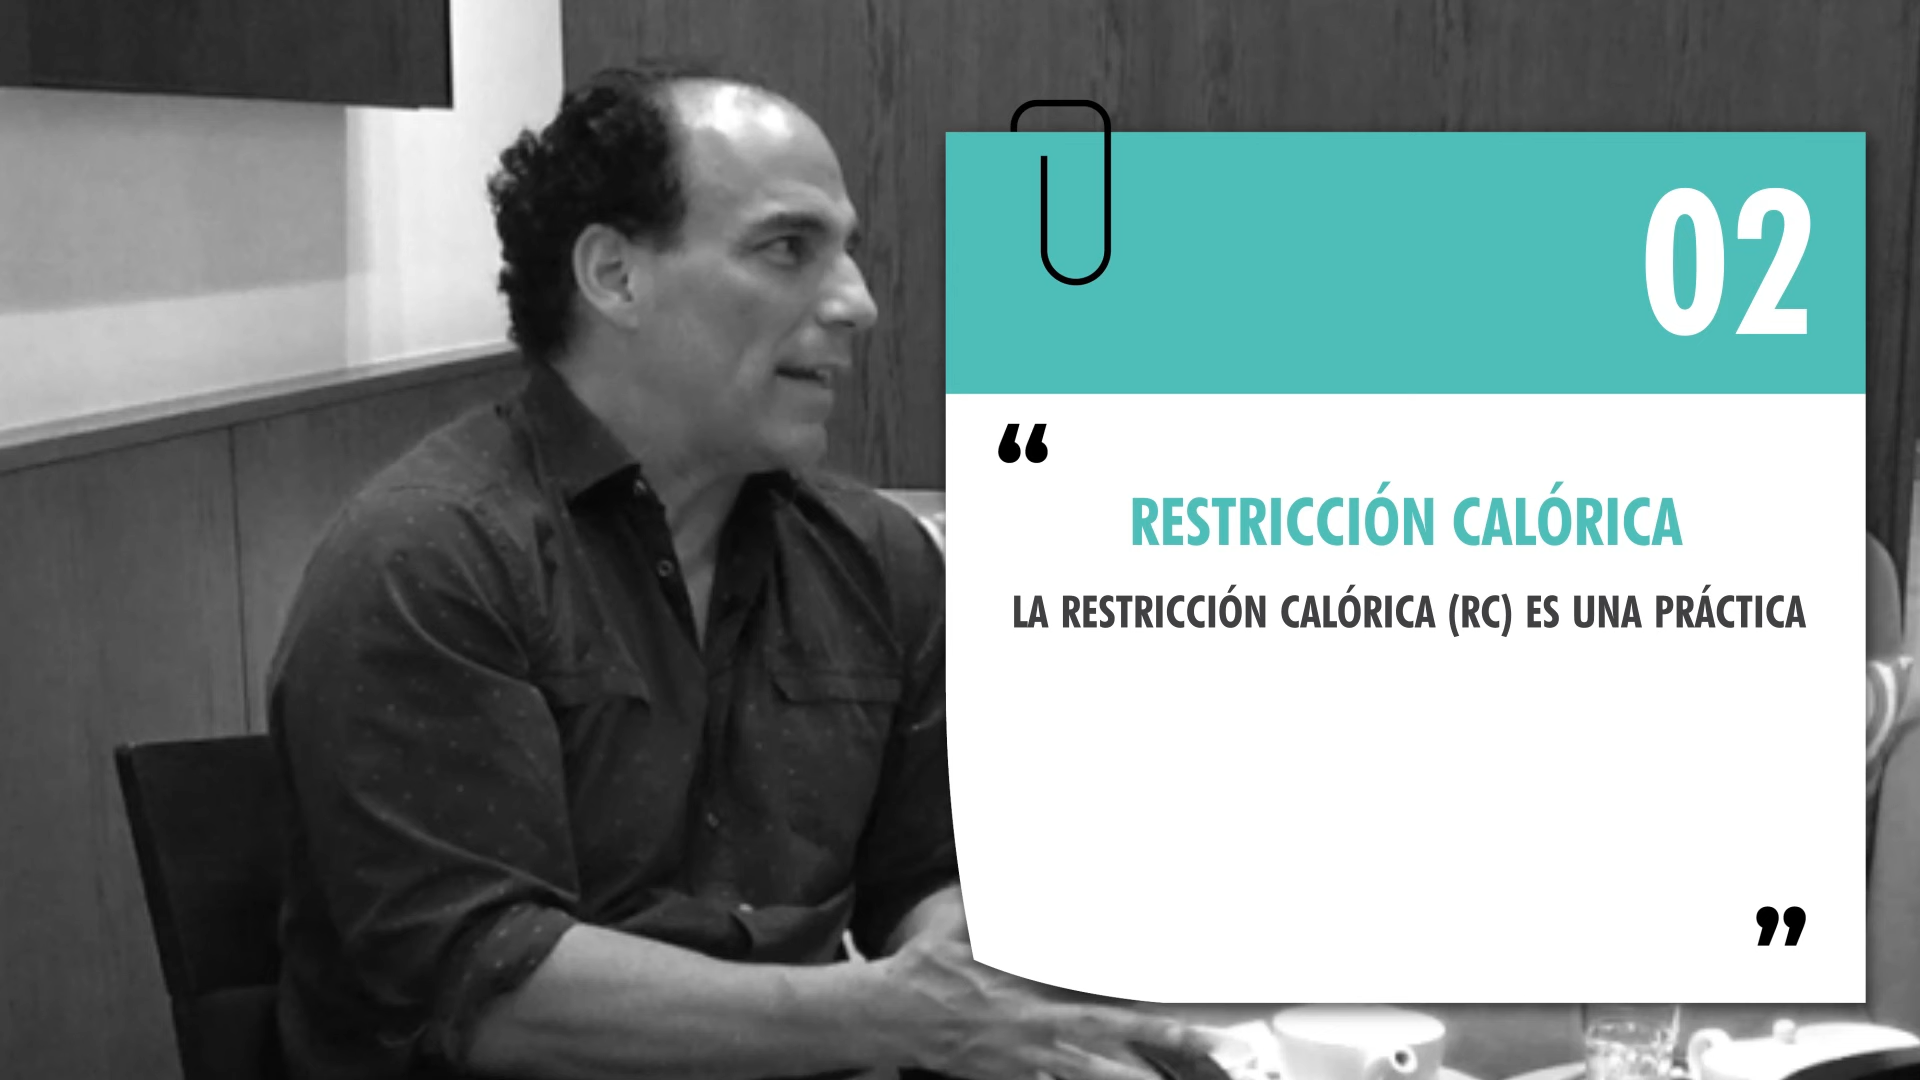 02
“
RESTRICCIÓN CALÓRICA
LA RESTRICCIÓN CALÓRICA (RC) ES UNA PRÁCTICA
”